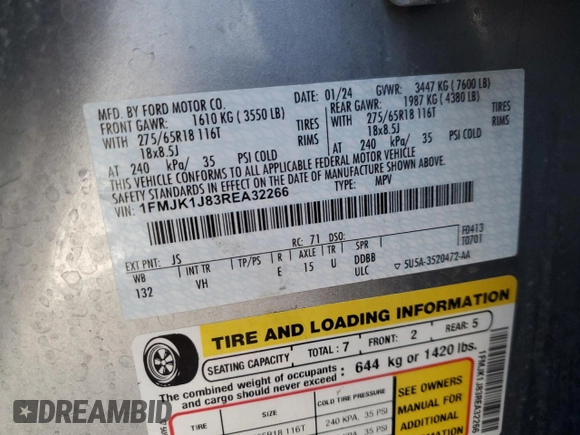 MFD. BY FORD MOTOR CO.
DATE: 01/24 GVWR: 3447 KG ( 7600 LB)
FRONT GAWR: 1610 KG ( 3550 LB)
REAR GAWR: 1987 KG ( 4380 LB)
WITH 275/65R18 116T TIRES
WITH 275/65R18 116T TIRES
18x8.5J RIMS
18x8.5J RIMS
AT 240 kPa/ 35 PSI COLD
AT 240 kPa/ 35 PSI COLD
THIS VEHICLE CONFORMS TO ALL APPLICABLE FEDERAL MOTOR VEHICLE
SAFETY STANDARDS IN EFFECT ON THE DATE OF MANUFACTURE SHOWN ABOVE.
VIN: 1FMJK1J83REA32266
TYPE: MPV
F0413
T0701
EXT PNT: JS RC: 71 DSO:
WB INT TR TP/PS R AXLE TR SPR
132 VH E 15 U DDBB
ULC
5U5A-3520472-AA
TIRE AND LOADING INFORMATION
SEATING CAPACITY TOTAL: 7 FRONT: 2 REAR: 5
The combined weight of occupants and cargo should never exceed : 644 kg or 1420 lbs.
TIRE SIZE COLD TIRE PRESSURE
R18 116T 240 KPA, 35 PSI
SEE OWNERS
MANUAL FOR
ADDITIONAL
1FMJK1J83REA32266
DREAMBID